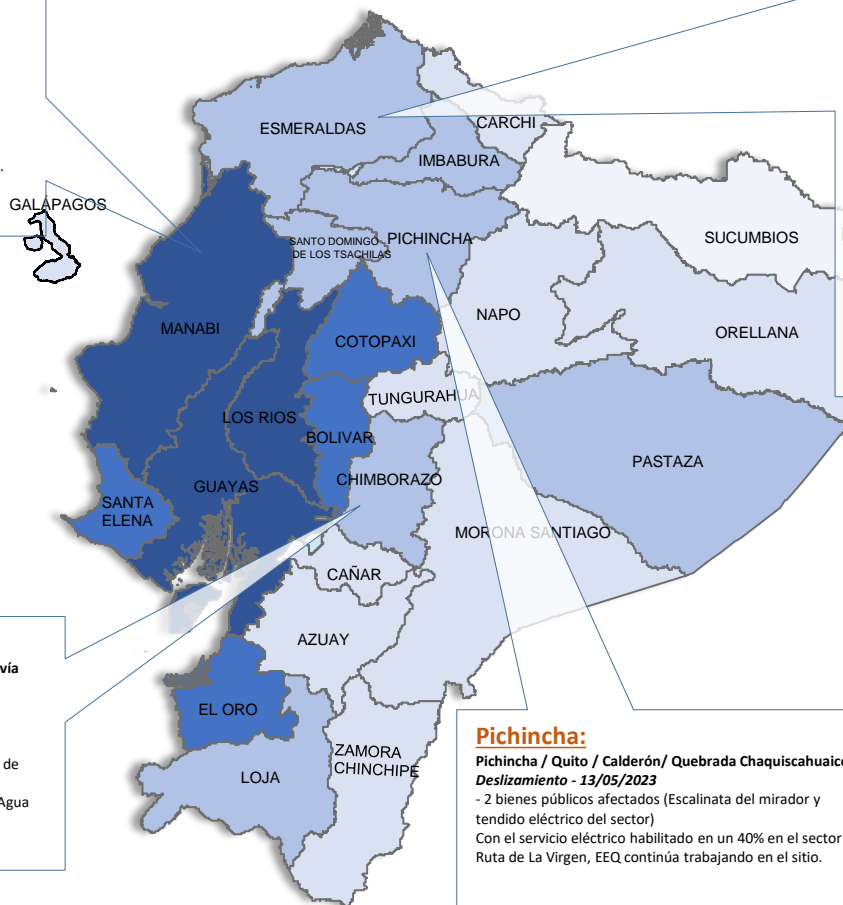 ESMERALDAS
CARCHI
IMBABURA
GALÁPAGOS
SANTO DOMINGO
DE LOS TSACHILAS
PICHINCHA
SUCUMBIOS
NAPO
ORELLANA
MANABI
COTOPAXI
TUNGURAHUA
LOS RIOS
BOLIVAR
PASTAZA
CHIMBORAZO
GUAYAS
SANTA
ELENA
MORONA SANTIAGO
CAÑAR
AZUAY
vía
EL ORO
ZAMORA
CHINCHIPE
LOJA
de
Agua
Pichincha:
Pichincha / Quito / Calderón/ Quebrada Chaquiscahuaico
Deslizamiento - 13/05/2023
- 2 bienes públicos afectados (Escalinata del mirador y
tendido eléctrico del sector)
Con el servicio eléctrico habilitado en un 40% en el sector
Ruta de La Virgen, EEQ continúa trabajando en el sitio.